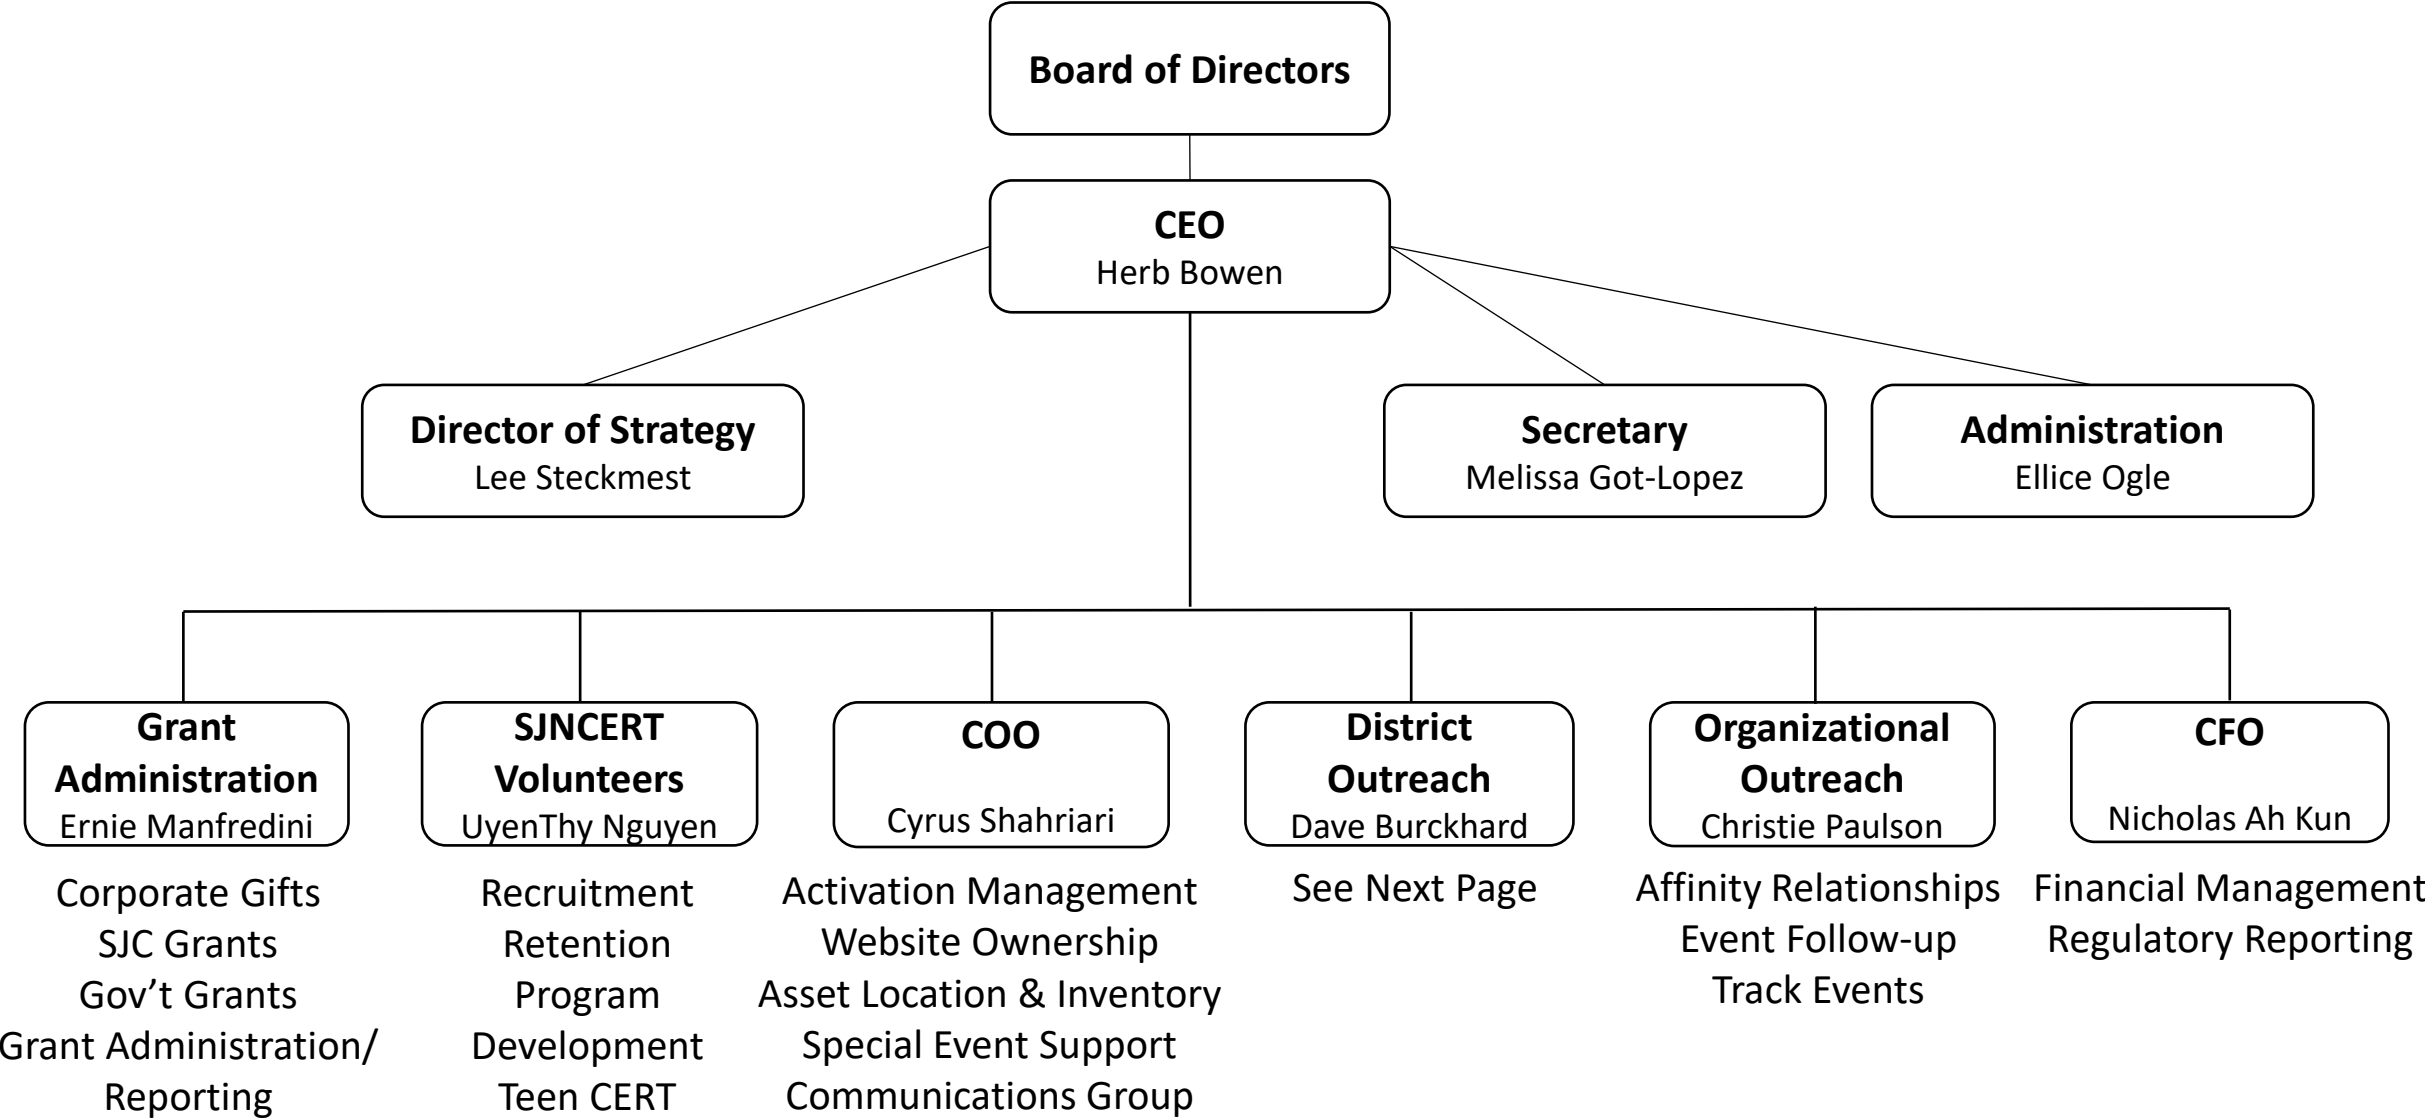 Board of Directors
CEO
Herb Bowen
Director of Strategy
Lee Steckmest
Secretary
Melissa Got-Lopez
Administration
Ellice Ogle
Grant
Administration
Ernie Manfredini
SJNCERT
Volunteers
UyenThy Nguyen
COO
Cyrus Shahriari
District
Outreach
Dave Burckhard
Organizational
Outreach
Christie Paulson
CFO
Nicholas Ah Kun
Corporate Gifts
SJC Grants
Gov’t Grants
Grant Administration/
Reporting
Recruitment
Retention
Program
Development
Teen CERT
Activation Management
Website Ownership
Asset Location & Inventory
Special Event Support
Communications Group
See Next Page
Affinity Relationships
Event Follow-up
Track Events
Financial Management
Regulatory Reporting